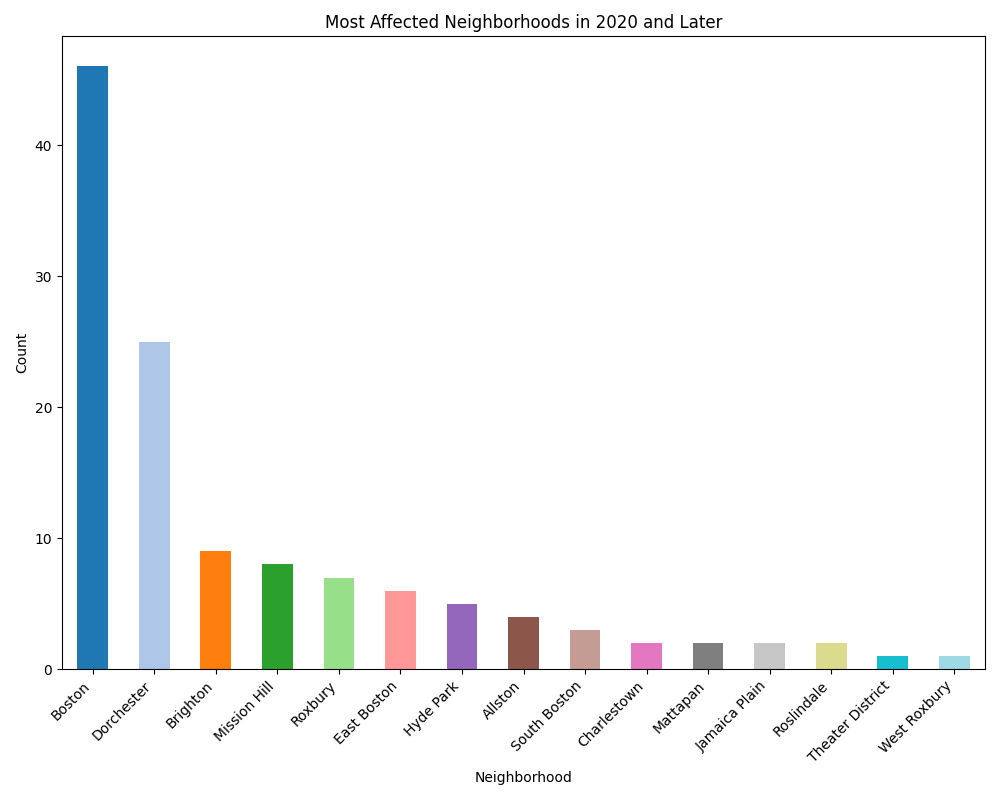 Most Affected Neighborhoods in 2020 and Later
Count
40
30
20
10
0
Boston
Dorchester
Brighton
Mission Hill
Roxbury
East Boston
Hyde Park
Allston
South Boston
Charlestown
Mattapan
Jamaica Plain
Roslindale
Theater District
West Roxbury
Neighborhood